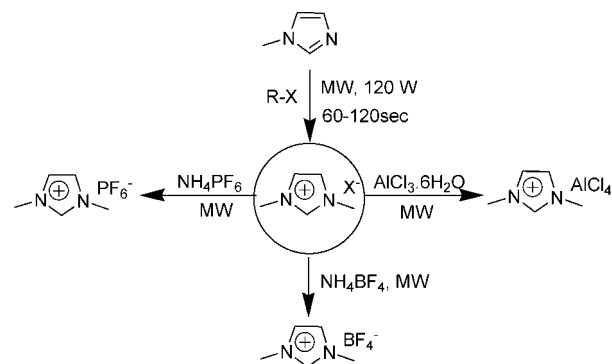 N
N
R-X
MW, 120 W
60-120sec
PF6-
NH4PF6
X-
AlCl3.6H2O
AlCl4
N + N
MW
N + N
MW
N + N
NH4BF4, MW
BF4-
N + N